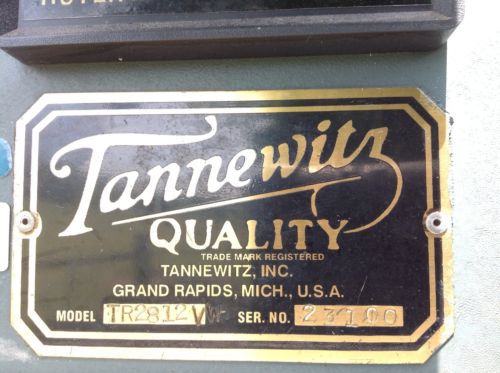 Tannewitz
QUALITY
TRADE MARK REGISTERED
TANNEWITZ, INC.
GRAND RAPIDS, MICH., U.S.A.
MODEL TR2812VW SER. NO. 23100